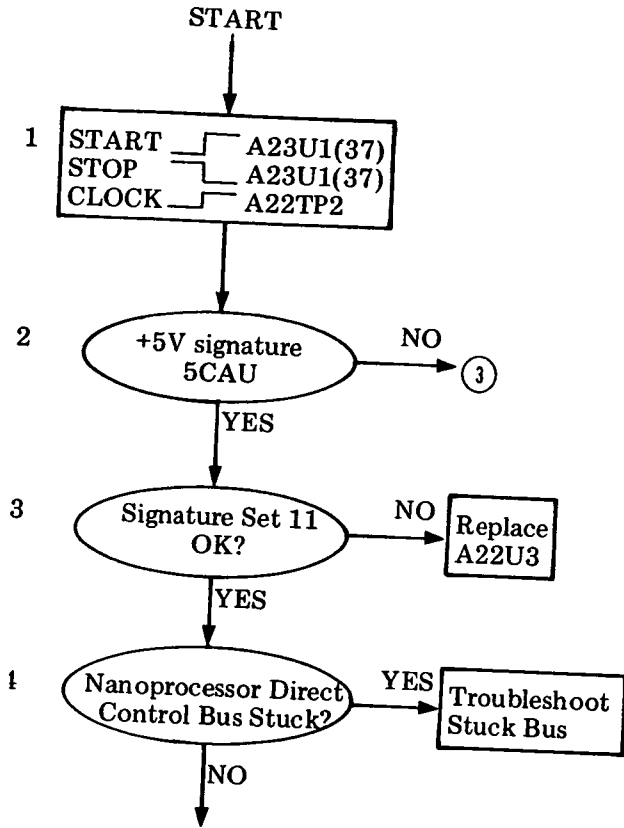 START
1
START A23U1(37)
STOP A23U1(37)
CLOCK A22TP2
2
+5V signature
5CAU
NO
3
YES
3
Signature Set 11
OK?
NO
Replace
A22U3
YES
4
Nanoprocessor Direct
Control Bus Stuck?
YES
Troubleshoot
Stuck Bus
NO